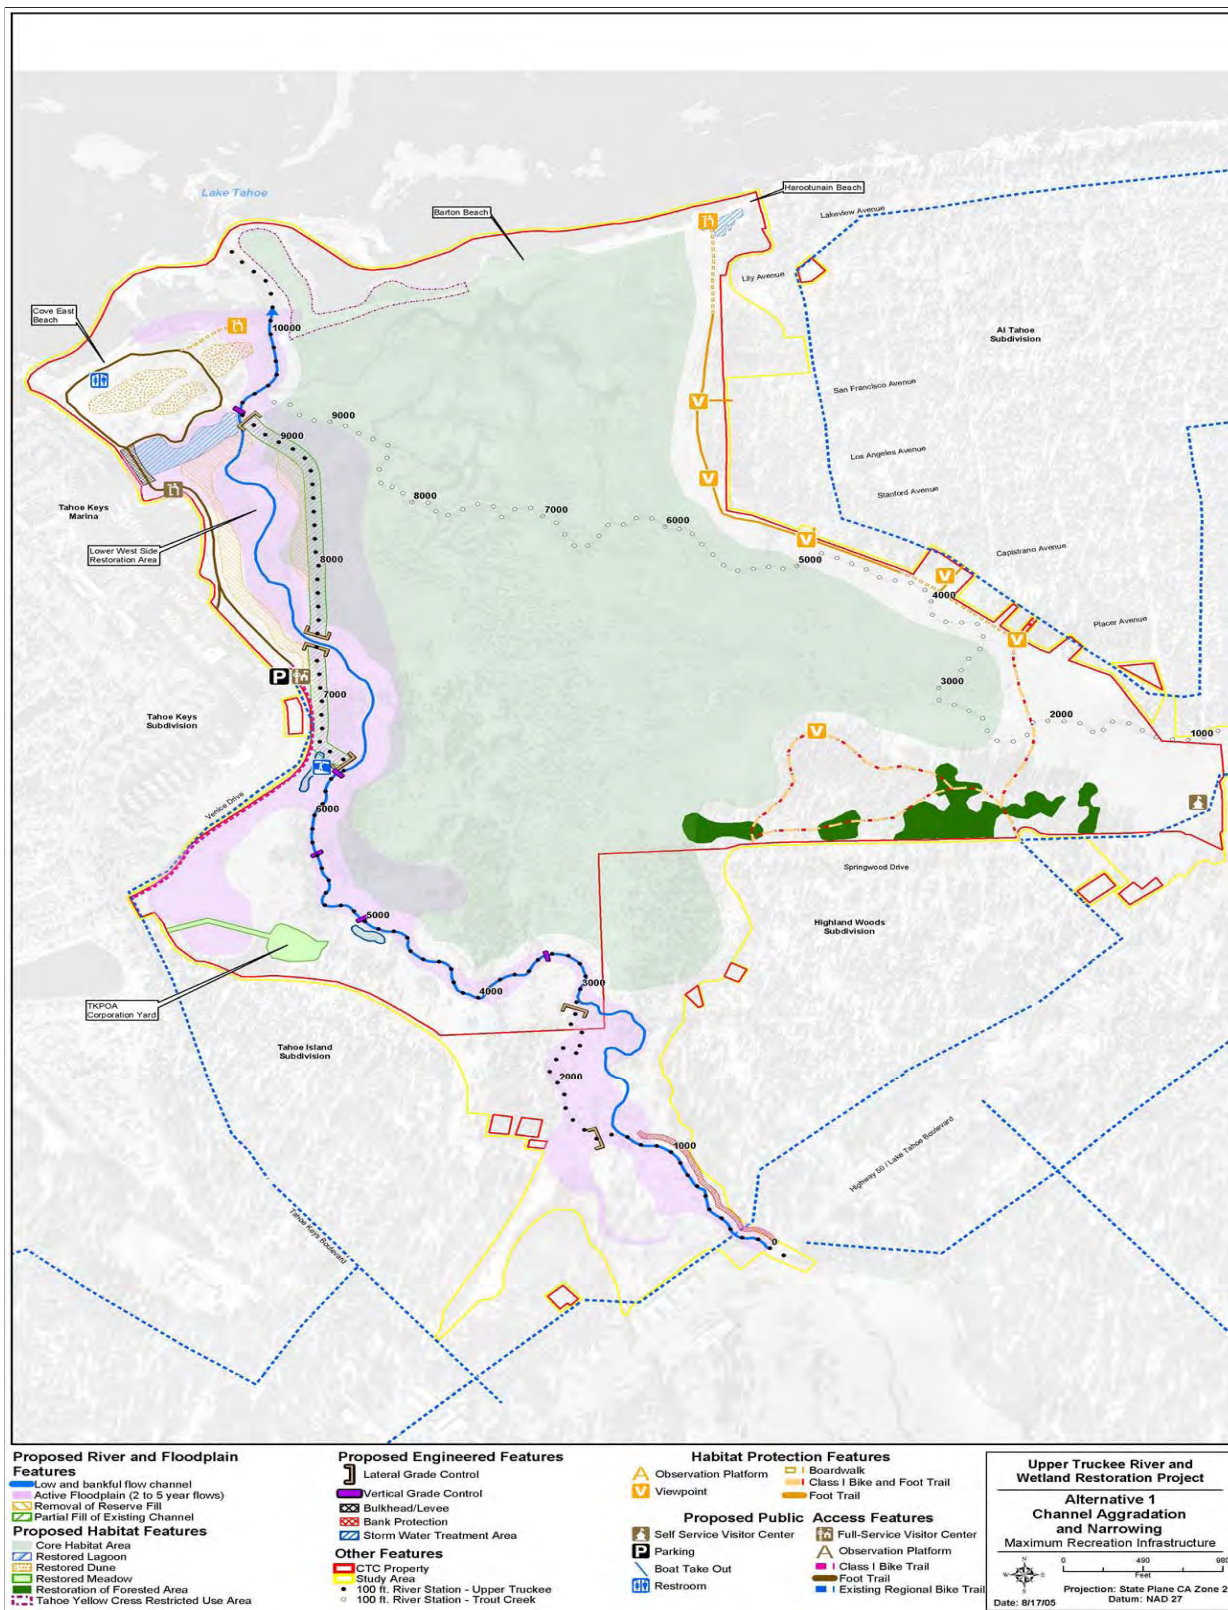 Lake Tahoe
Harootunain Beach
Lakeview Avenue
Barton Beach
Lily Avenue
Cove East
Beach
10000
Al Tahoe
Subdivision
San Francisco Avenue
9000
9000
Los Angeles Avenue
8000
Stanford Avenue
7000
6000
Tahoe Keys
Marina
Lower West Side
Restoration Area
8000
5000
Capistrano Avenue
4000
Placer Avenue
P
7000
3000
Tahoe Keys
Subdivision
2000
1000
V
V
V
V
V
V
Venice Drive
6000
Springwood Drive
5000
Highland Woods
Subdivision
4000
3000
TKPOA
Corporation Yard
Tahoe Island
Subdivision
2000
1000
Highway 50 / Lake Tahoe Boulevard
0
Tahoe Keys Boulevard
Proposed River and Floodplain
Features
Low and bankful flow channel
Active Floodplain (2 to 5 year flows)
Removal of Reserve Fill
Partial Fill of Existing Channel
Proposed Habitat Features
Core Habitat Area
Restored Lagoon
Restored Dune
Restored Meadow
Restoration of Forested Area
Tahoe Yellow Cress Restricted Use Area
Proposed Engineered Features
Lateral Grade Control
Vertical Grade Control
Bulkhead/Levee
Bank Protection
Storm Water Treatment Area
Other Features
CTC Property
Study Area
100 ft. River Station - Upper Truckee
100 ft. River Station - Trout Creek
Habitat Protection Features
Observation Platform
V Viewpoint
Boardwalk
Class I Bike and Foot Trail
Foot Trail
Proposed Public Access Features
Self Service Visitor Center
P Parking
Boat Take Out
Restroom
Full-Service Visitor Center
Observation Platform
Class I Bike Trail
Foot Trail
Existing Regional Bike Trail
Upper Truckee River and
Wetland Restoration Project
Alternative 1
Channel Aggradation
and Narrowing
Maximum Recreation Infrastructure
N
W E
S
0 490 980
Feet
Projection: State Plane CA Zone 2
Datum: NAD 27
Date: 8/17/05